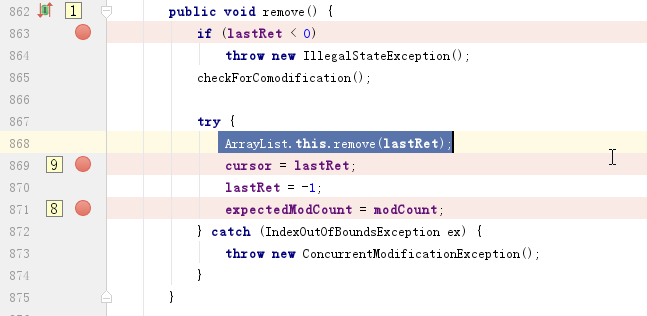 862 1 public void remove() {
863 if (lastRet < 0)
864 throw new IllegalStateException();
865 checkForComodification();
866
867 try {
868 ArrayList.this.remove(lastRet);
869 9 cursor = lastRet;
870 lastRet = -1;
871 8 expectedModCount = modCount;
872 } catch (IndexOutOfBoundsException ex) {
873 throw new ConcurrentModificationException();
874 }
875 }